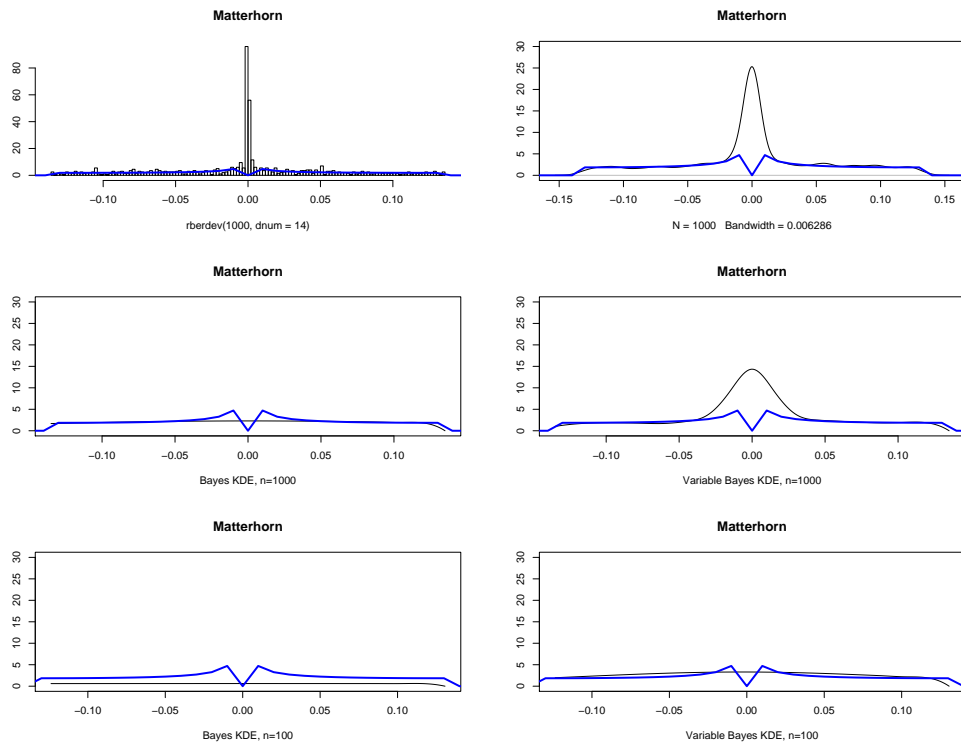 Matterhorn
80
60
40
20
0
−0.10 −0.05 0.00 0.05 0.10
rberdev(1000, dnum = 14)
Matterhorn
30
25
20
15
10
5
0
−0.15 −0.10 −0.05 0.00 0.05 0.10 0.15
N = 1000 Bandwidth = 0.006286
Matterhorn
30
25
20
15
10
5
0
−0.10 −0.05 0.00 0.05 0.10
Bayes KDE, n=1000
Matterhorn
30
25
20
15
10
5
0
−0.10 −0.05 0.00 0.05 0.10
Variable Bayes KDE, n=1000
Matterhorn
30
25
20
15
10
5
0
−0.10 −0.05 0.00 0.05 0.10
Bayes KDE, n=100
Matterhorn
30
25
20
15
10
5
0
−0.10 −0.05 0.00 0.05 0.10
Variable Bayes KDE, n=100